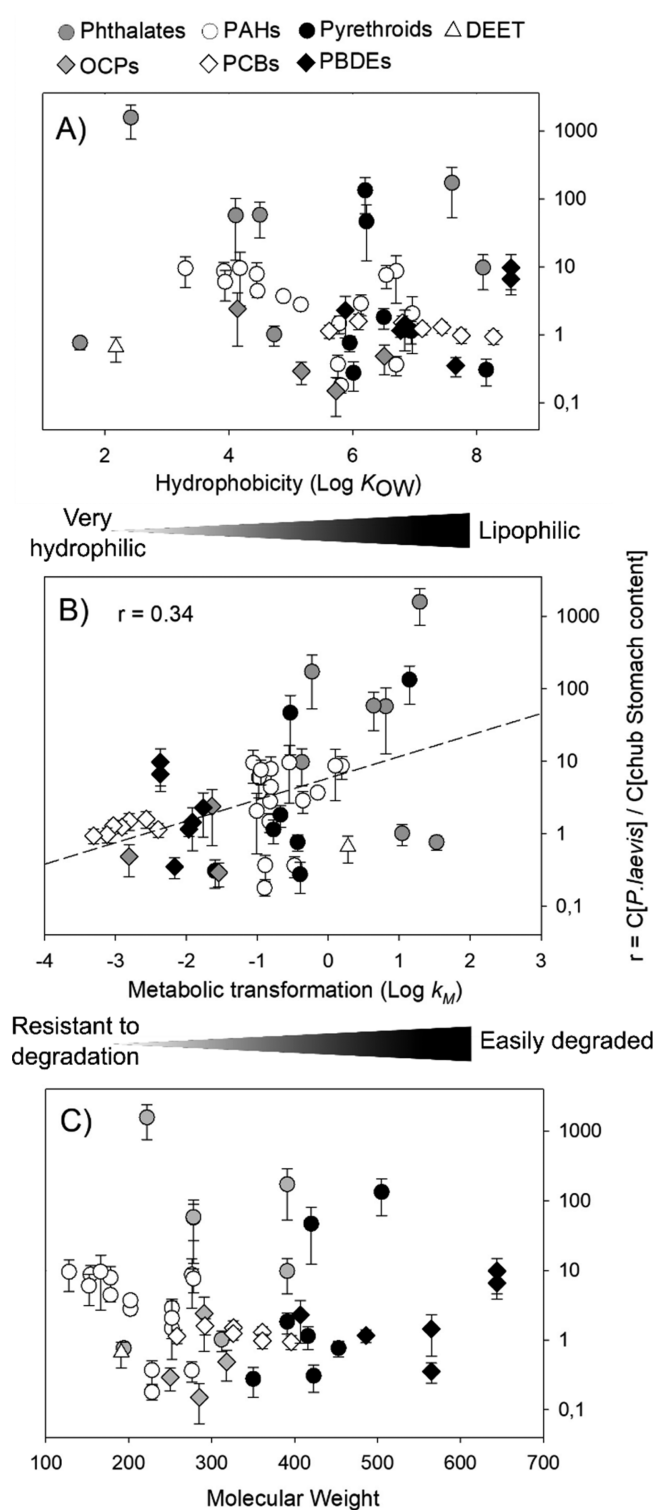 Phthalates PAHs Pyrethroids DEET
OCPs PCBs PBDEs
A)
1000
100
10
1
0,1
2 4 6 8
Hydrophobicity (Log KOW)
Very hydrophilic
Lipophilic
B) r = 0.34
1000
100
10
1
0,1
-4 -3 -2 -1 0 1 2 3
Metabolic transformation (Log kM)
Resistant to degradation
Easily degraded
r = C[P.laevis] / C[chub Stomach content]
C)
1000
100
10
1
0,1
100 200 300 400 500 600 700
Molecular Weight